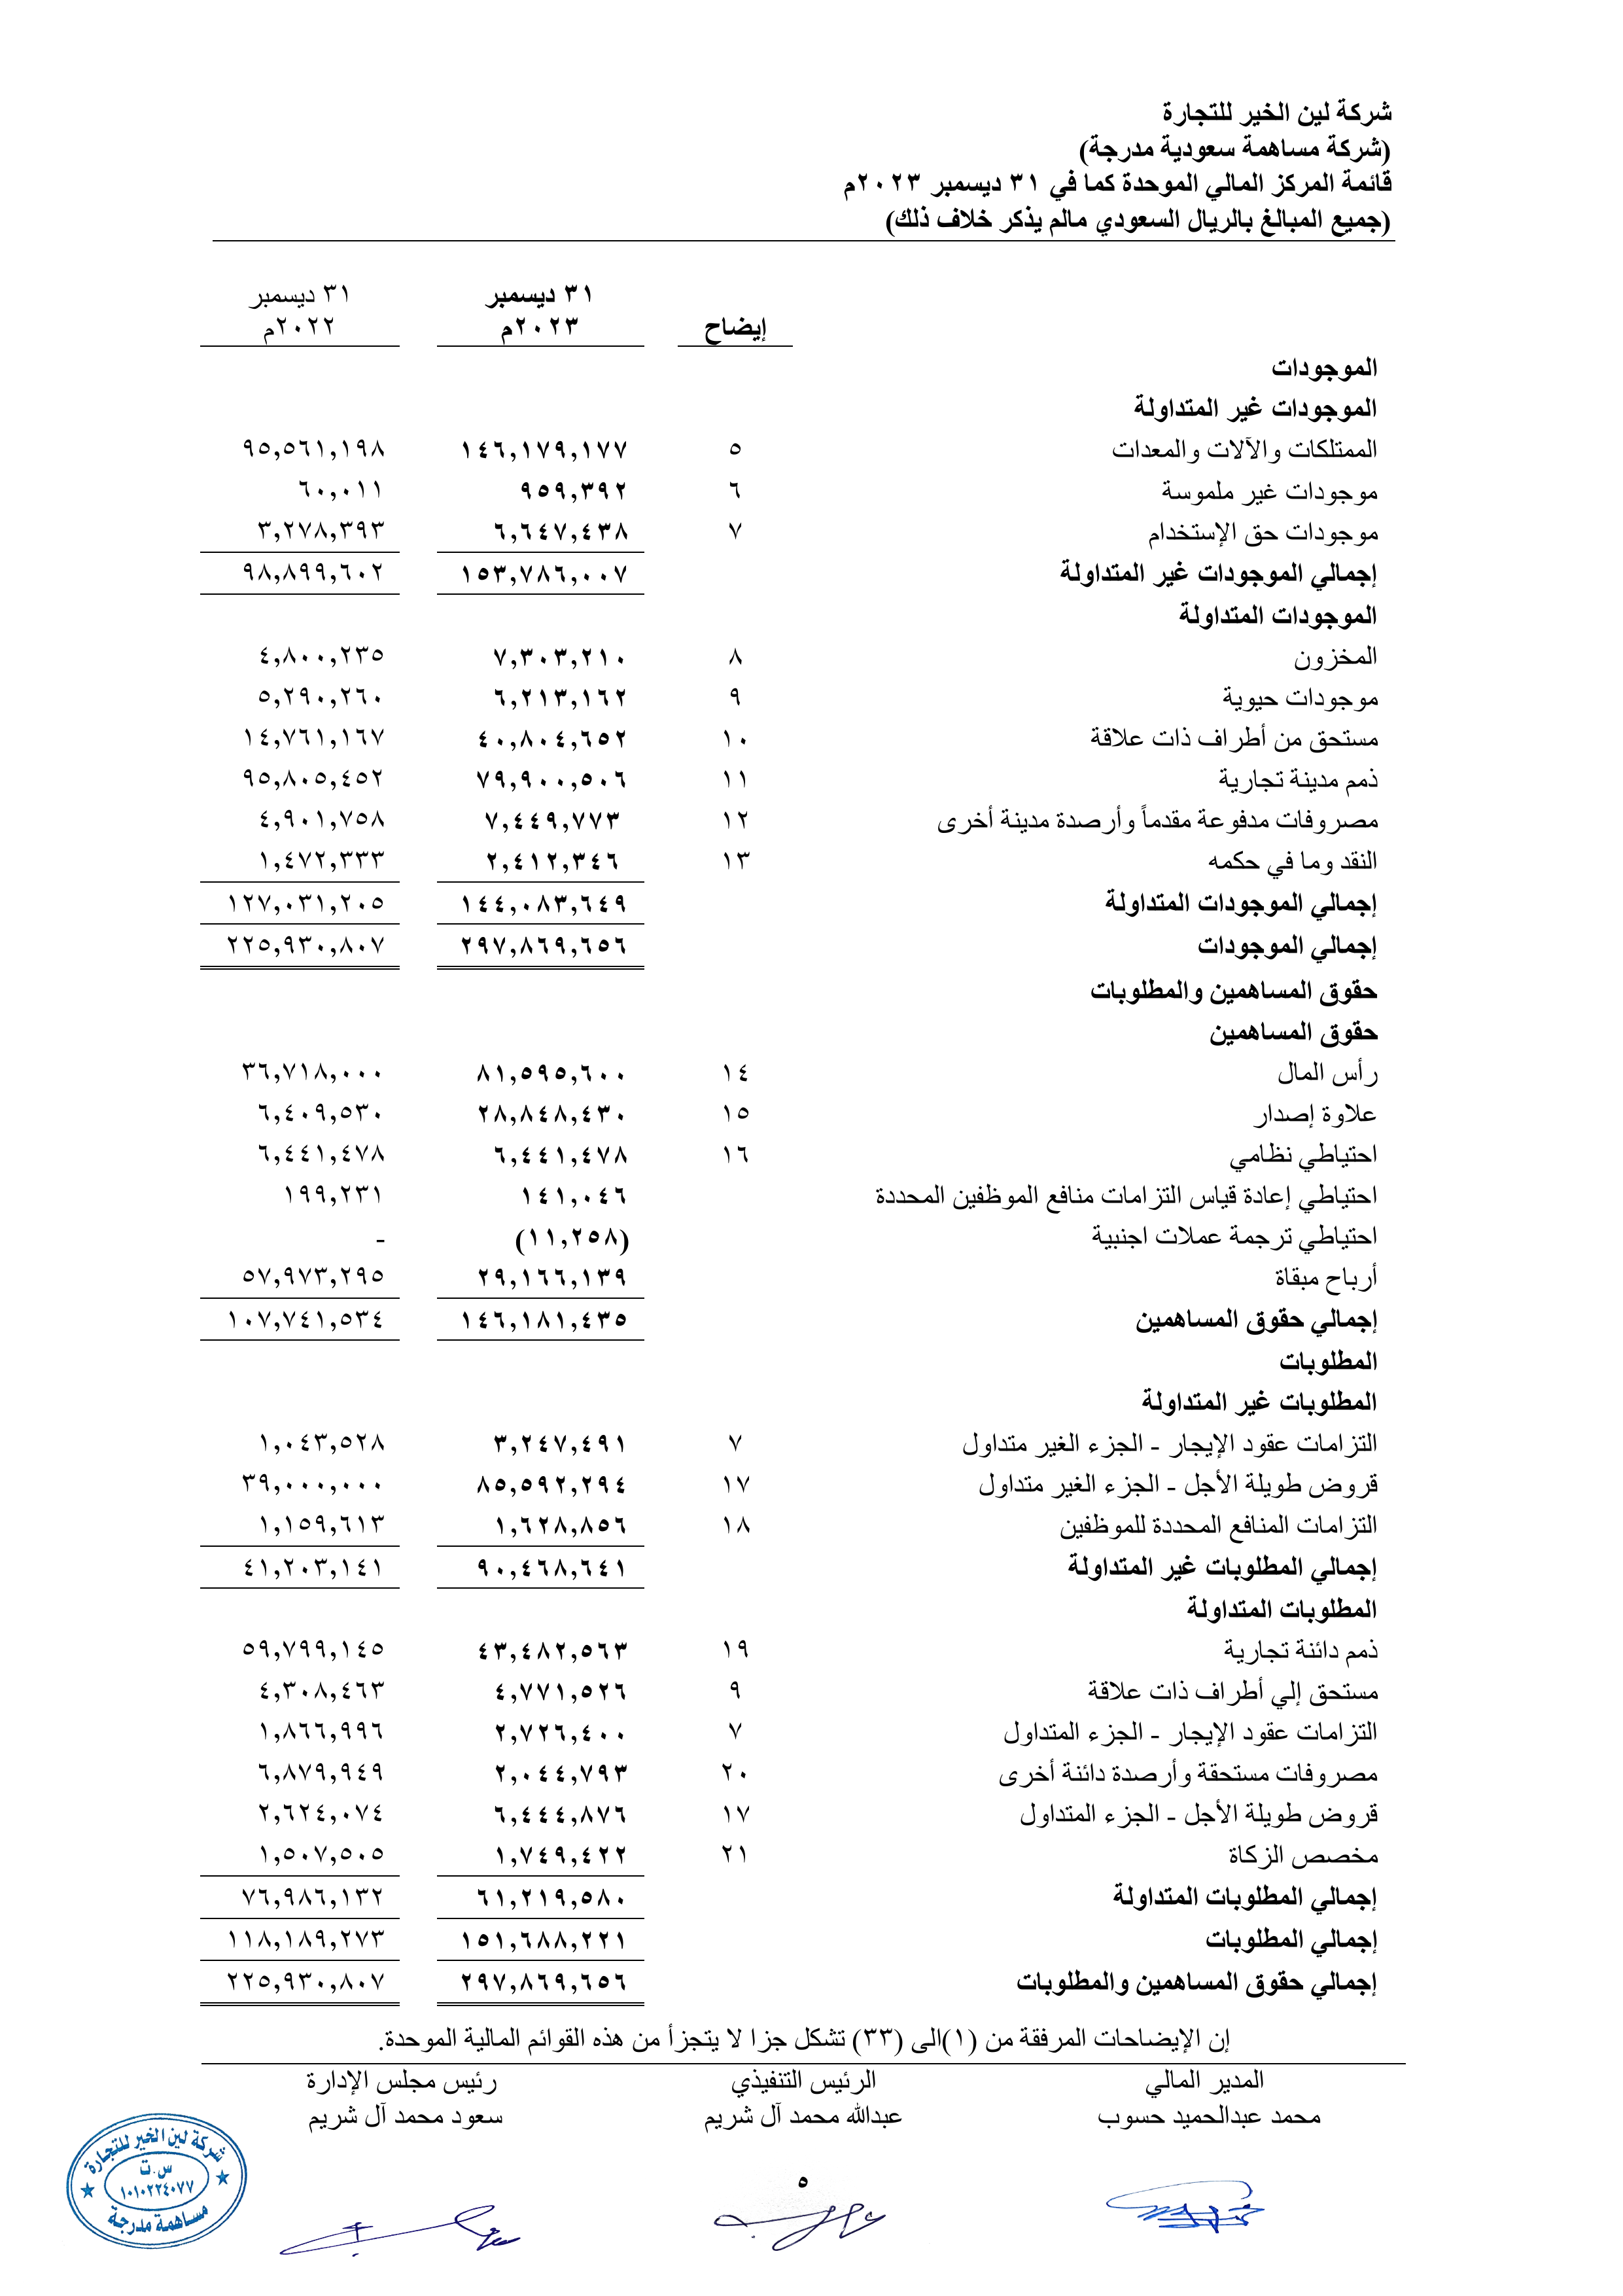 شركة لين الخير للتجارة
(شركة مساهمة سعودية مدرجة)
قائمة المركز المالي الموحدة كما في ٣١ ديسمبر ٢٠٢٣م
(جميع المبالغ بالريال السعودي مالم يذكر خلاف ذلك)
٣١ ديسمبر ٣١ ديسمبر
إيضاح ٢٠٢٣م ٢٠٢٢م
الموجودات
الموجودات غير المتداولة
الممتلكات والآلات والمعدات ٥ ١٤٦,١٧٩,١٧٧ ٩٥,٥٦١,١٩٨
موجودات غير ملموسة ٦ ٩٥٩,٣٩٢ ٦٠,٠١١
موجودات حق الإستخدام ٧ ٦,٦٤٧,٤٣٨ ٣,٢٧٨,٣٩٣
إجمالي الموجودات غير المتداولة ١٥٣,٧٨٦,٠٠٧ ٩٨,٨٩٩,٦٠٢
الموجودات المتداولة
المخزون ٨ ٧,٣٠٣,٢١٠ ٤,٨٠٠,٢٣٥
موجودات حيوية ٩ ٦,٢١٣,١٦٢ ٥,٢٩٠,٢٦٠
مستحق من أطراف ذات علاقة ١٠ ٤٠,٨٠٤,٦٥٢ ١٤,٧٦١,١٦٧
ذمم مدينة تجارية ١١ ٧٩,٩٠٠,٥٠٦ ٩٥,٨٠٥,٤٥٢
مصروفات مدفوعة مقدماً وأرصدة مدينة أخرى ١٢ ٧,٤٤٩,٧٧٣ ٤,٩٠١,٧٥٨
النقد وما في حكمه ١٣ ٢,٤١٢,٣٤٦ ١,٤٧٢,٣٣٣
إجمالي الموجودات المتداولة ١٤٤,٠٨٣,٦٤٩ ١٢٧,٠٣١,٢٠٥
إجمالي الموجودات ٢٩٧,٨٦٩,٦٥٦ ٢٢٥,٩٣٠,٨٠٧
حقوق المساهمين والمطلوبات
حقوق المساهمين
رأس المال ١٤ ٨١,٥٩٥,٦٠٠ ٣٦,٧١٨,٠٠٠
علاوة إصدار ١٥ ٢٨,٨٤٨,٤٣٠ ٦,٤٠٩,٥٣٠
احتياطي نظامي ١٦ ٦,٤٤١,٤٧٨ ٦,٤٤١,٤٧٨
احتياطي إعادة قياس التزامات منافع الموظفين المحددة ١٤١,٠٤٦ ١٩٩,٢٣١
احتياطي ترجمة عملات اجنبية (١١,٢٥٨) -
أرباح مبقاة ٢٩,١٦٦,١٣٩ ٥٧,٩٧٣,٢٩٥
إجمالي حقوق المساهمين ١٤٦,١٨١,٤٣٥ ١٠٧,٧٤١,٥٣٤
المطلوبات
المطلوبات غير المتداولة
التزامات عقود الإيجار - الجزء الغير متداول ٧ ٣,٢٤٧,٤٩١ ١,٠٤٣,٥٢٨
قروض طويلة الأجل - الجزء الغير متداول ١٧ ٨٥,٥٩٢,٢٩٤ ٣٩,٠٠٠,٠٠٠
التزامات المنافع المحددة للموظفين ١٨ ١,٦٢٨,٨٥٦ ١,١٥٩,٦١٣
إجمالي المطلوبات غير المتداولة ٩٠,٤٦٨,٦٤١ ٤١,٢٠٣,١٤١
المطلوبات المتداولة
ذمم دائنة تجارية ١٩ ٤٣,٤٨٢,٥٦٣ ٥٩,٧٩٩,١٤٥
مستحق إلي أطراف ذات علاقة ٩ ٤,٧٧١,٥٢٦ ٤,٣٠٨,٤٦٣
التزامات عقود الإيجار - الجزء المتداول ٧ ٢,٧٢٦,٤٠٠ ١,٨٦٦,٩٩٦
مصروفات مستحقة وأرصدة دائنة أخرى ٢٠ ٢,٠٤٤,٧٩٣ ٦,٨٧٩,٩٤٩
قروض طويلة الأجل - الجزء المتداول ١٧ ٦,٤٤٤,٨٧٦ ٢,٦٢٤,٠٧٤
مخصص الزكاة ٢١ ١,٧٤٩,٤٢٢ ١,٥٠٧,٥٠٥
إجمالي المطلوبات المتداولة ٦١,٢١٩,٥٨٠ ٧٦,٩٨٦,١٣٢
إجمالي المطلوبات ١٥١,٦٨٨,٢٢١ ١١٨,١٨٩,٢٧٣
إجمالي حقوق المساهمين والمطلوبات ٢٩٧,٨٦٩,٦٥٦ ٢٢٥,٩٣٠,٨٠٧
إن الإيضاحات المرفقة من (١)الى (٣٣) تشكل جزا لا يتجزأ من هذه القوائم المالية الموحدة.
المدير المالي الرئيس التنفيذي رئيس مجلس الإدارة
محمد عبدالحميد حسوب عبدالله محمد آل شريم سعود محمد آل شريم
٥
شركة لين الخير للتجارة
س.ت
١٠١٠٢٢٤٠٧٧
مساهمة مدرجة